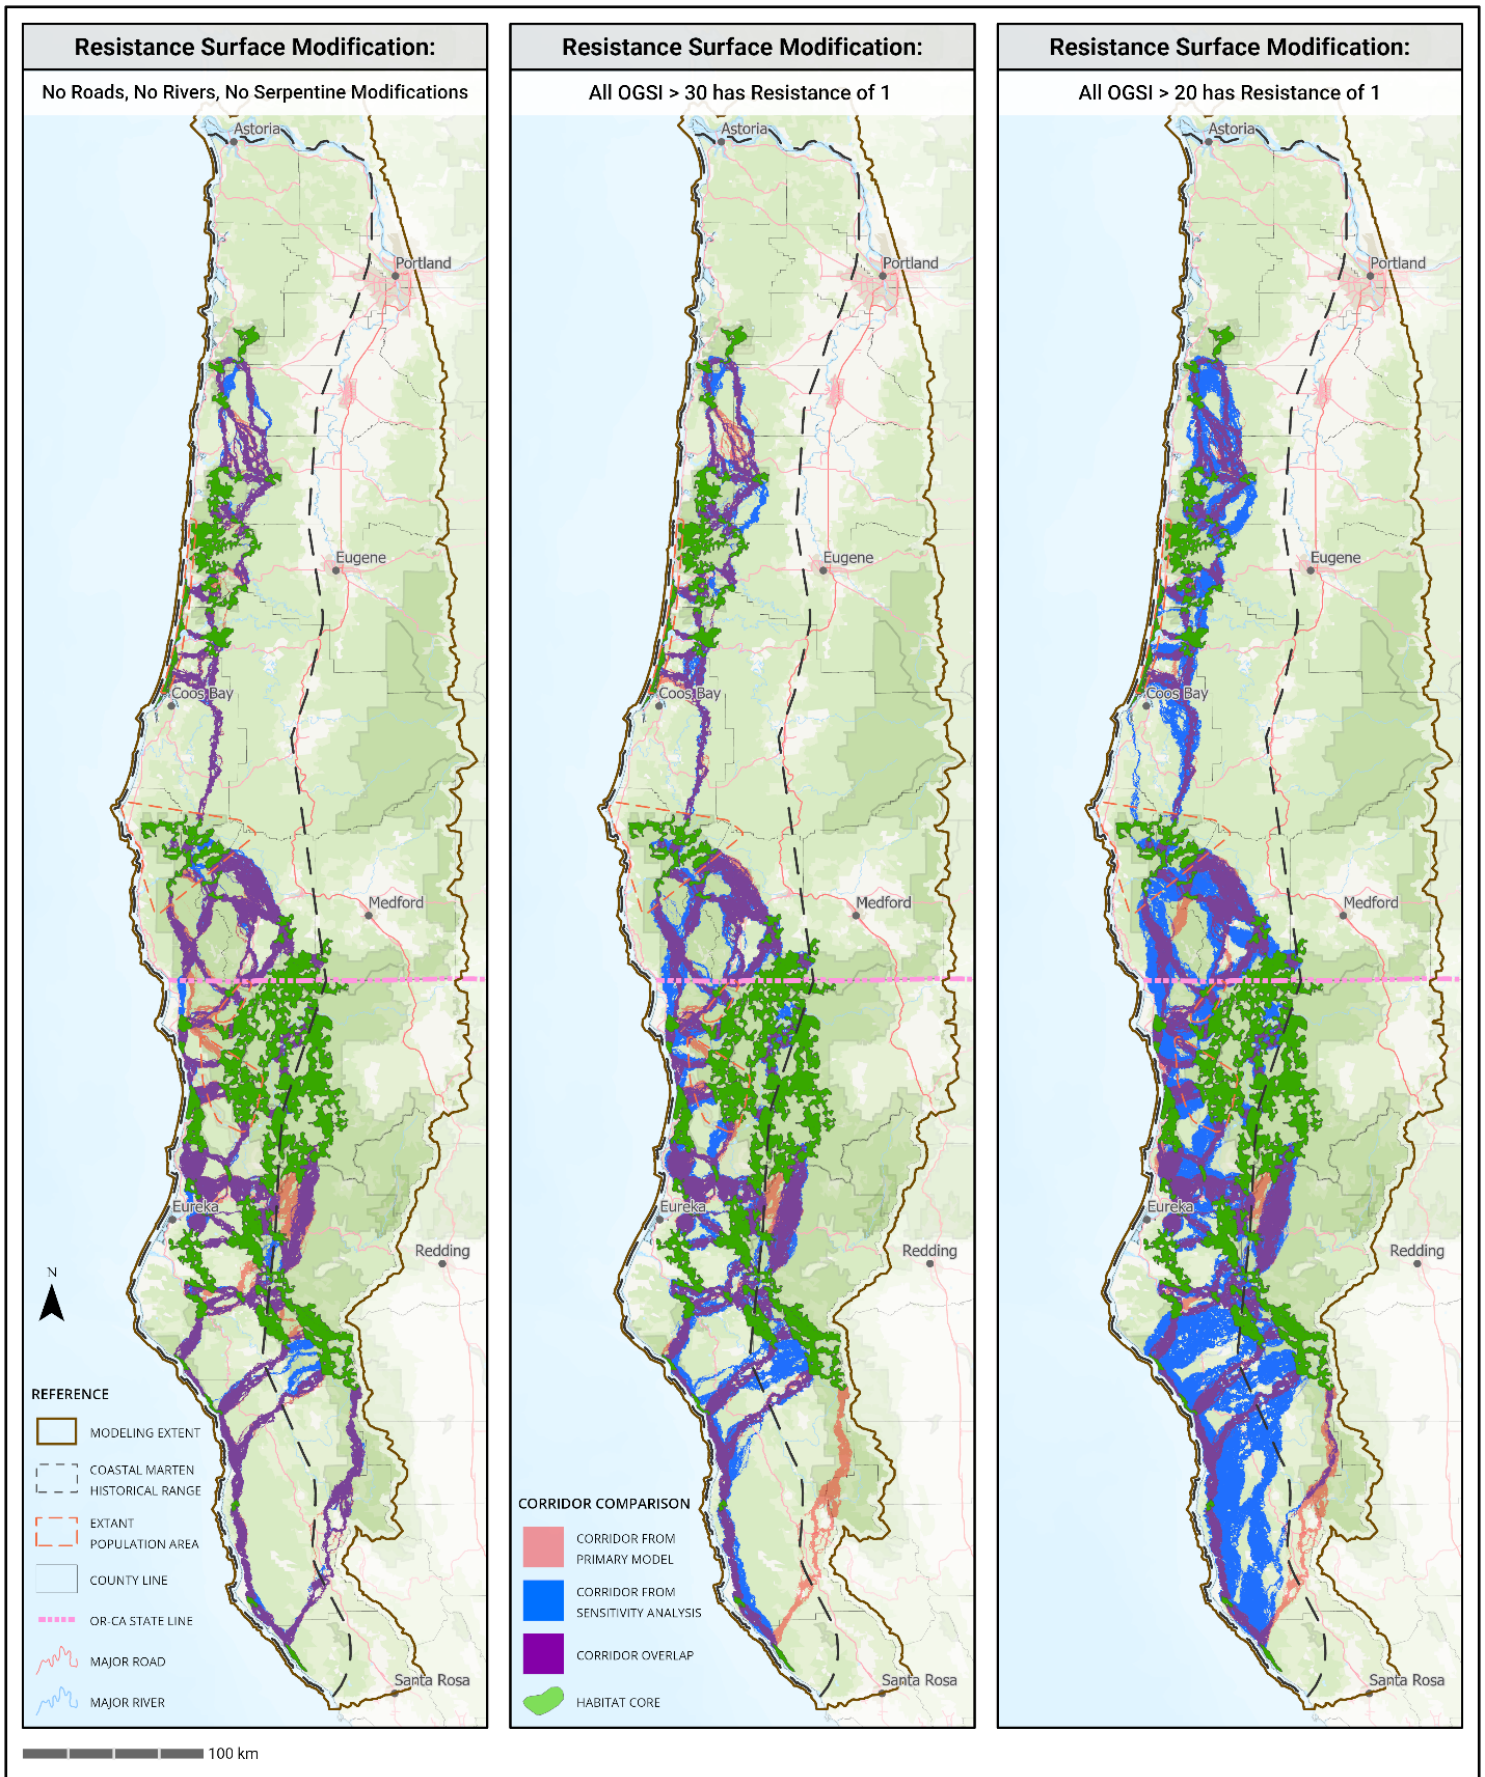 Resistance Surface Modification:
No Roads, No Rivers, No Serpentine Modifications
Astoria
Portland
Eugene
Coos Bay
Medford
Eureka
Redding
N
REFERENCE
MODELING EXTENT
COASTAL MARTEN
HISTORICAL RANGE
EXTANT
POPULATION AREA
COUNTY LINE
OR-CA STATE LINE
MAJOR ROAD
MAJOR RIVER
Santa Rosa
100 km
Resistance Surface Modification:
All OGSI > 30 has Resistance of 1
Astoria
Portland
Eugene
Coos Bay
Medford
Eureka
Redding
CORRIDOR COMPARISON
CORRIDOR FROM
PRIMARY MODEL
CORRIDOR FROM
SENSITIVITY ANALYSIS
CORRIDOR OVERLAP
HABITAT CORE
Santa Rosa
Resistance Surface Modification:
All OGSI > 20 has Resistance of 1
Astoria
Portland
Eugene
Coos Bay
Medford
Eureka
Redding
Santa Rosa